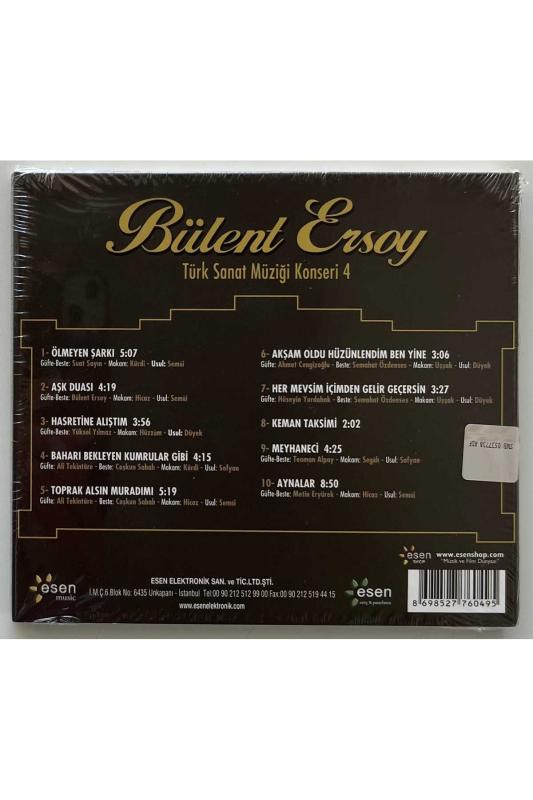 Bülent Ersoy
Türk Sanat Müziği Konseri 4
1- ÖLMEYEN ŞARKI 5:07
Güfte-Beste: Suat Sayın - Makam: Kürdi - Usul: Semai
2- AŞK DUASI 4:19
Güfte-Beste: Bülent Ersoy - Makam: Hicaz - Usul: Semai
3- HASRETİNE ALIŞTIM 3:56
Güfte-Beste: Yüksel Yılmaz - Makam: Hüzzam - Usul: Düyek
4- BAHARI BEKLEYEN KUMRULAR GİBİ 4:15
Güfte: Ali Tekintüre - Beste: Coşkun Sabah - Makam: Kürdi - Usul: Sofyan
5- TOPRAK ALSIN MURADIMI 5:19
Güfte: Ali Tekintüre - Beste: Coşkun Sabah - Makam: Hicaz - Usul: Semai
6- AKŞAM OLDU HÜZÜNLENDİM BEN YİNE 3:06
Güfte: Ahmet Cengizoğlu - Beste: Semahat Özdenses - Makam: Uşşak - Usul: Düyek
7- HER MEVSİM İÇİMDEN GELİR GEÇERSİN 3:27
Güfte: Hüseyin Yurdabak - Beste: Semahat Özdenses - Makam: Uşşak - Usul: Düyek
8- KEMAN TAKSİMİ 2:02
9- MEYHANECİ 4:25
Güfte-Beste: Teoman Alpay - Makam: Segah - Usul: Sofyan
10- AYNALAR 8:50
Güfte-Beste: Metin Eryürek - Makam: Hicaz - Usul: Semai
esen
SHOP
www.esenshop.com
"Müzik ve Film Dünyası"
esen
music
ESEN ELEKTRONİK SAN. ve TİC.LTD.ŞTİ.
İ.M.Ç.6 Blok No: 6435 Unkapanı - İstanbul Tel:00 90 212 512 99 00 Fax:00 90 212 519 44 15
www.esenelektronik.com
esen
8 698527 760495